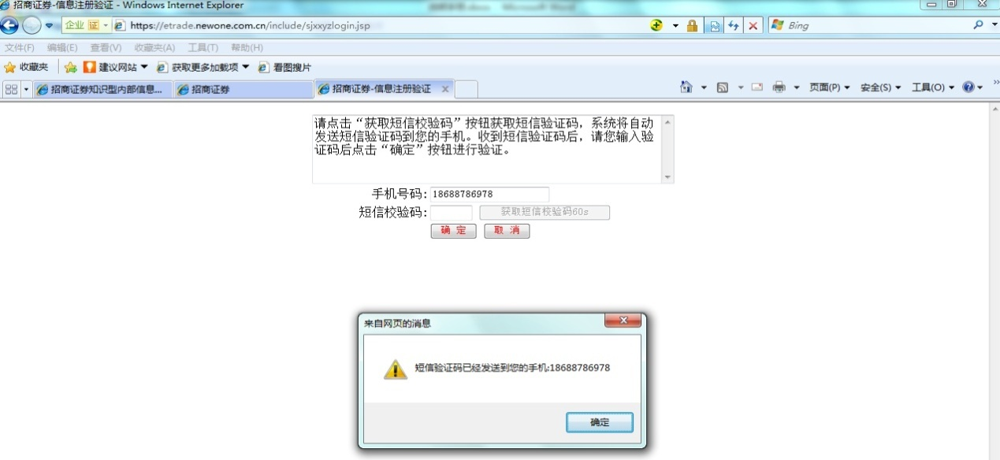 招商证券-信息注册验证 - Windows Internet Explorer
企业 证
https://etrade.newone.com.cn/include/sjxxyzlogin.jsp
Bing
文件(F) 编辑(E) 查看(V) 收藏夹(A) 工具(T) 帮助(H)
收藏夹 建议网站 获取更多加载项 看图搜片
招商证券知识型内部信息... 招商证券 招商证券-信息注册验证 页面(P) 安全(S) 工具(O)
请点击“获取短信校验码”按钮获取短信验证码，系统将自动
发送短信验证码到您的手机。收到短信验证码后，请您输入验
证码后点击“确定”按钮进行验证。
手机号码: 18688786978
短信校验码: 获取短信校验码60s
确 定 取 消
来自网页的消息
短信验证码已经发送到您的手机:18688786978
确定